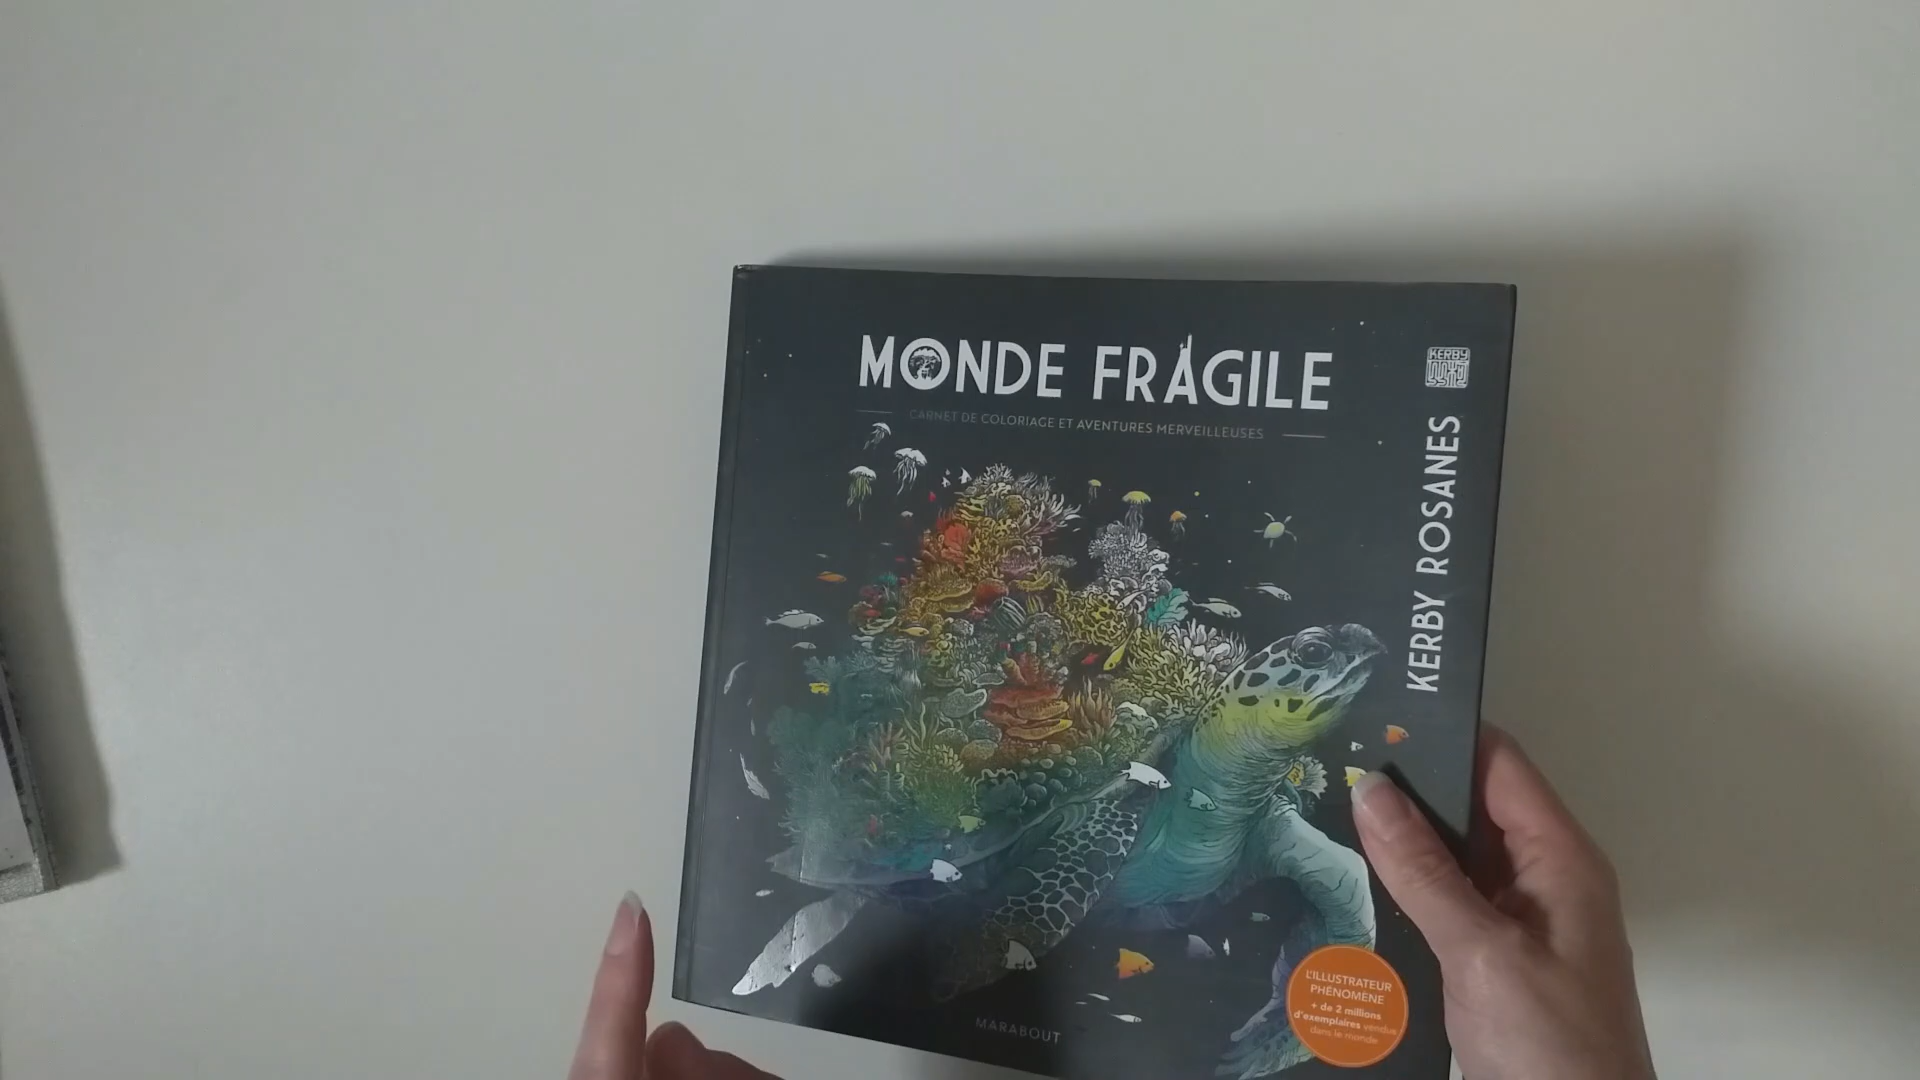 MONDE FRAGILE
CARNET DE COLORIAGE ET AVENTURES MERVEILLEUSES
KERBY
KERBY ROSANES
L'ILLUSTRATEUR
PHÉNOMÈNE
+ de 2 millions
d'exemplaires vendus
dans le monde
MARABOUT